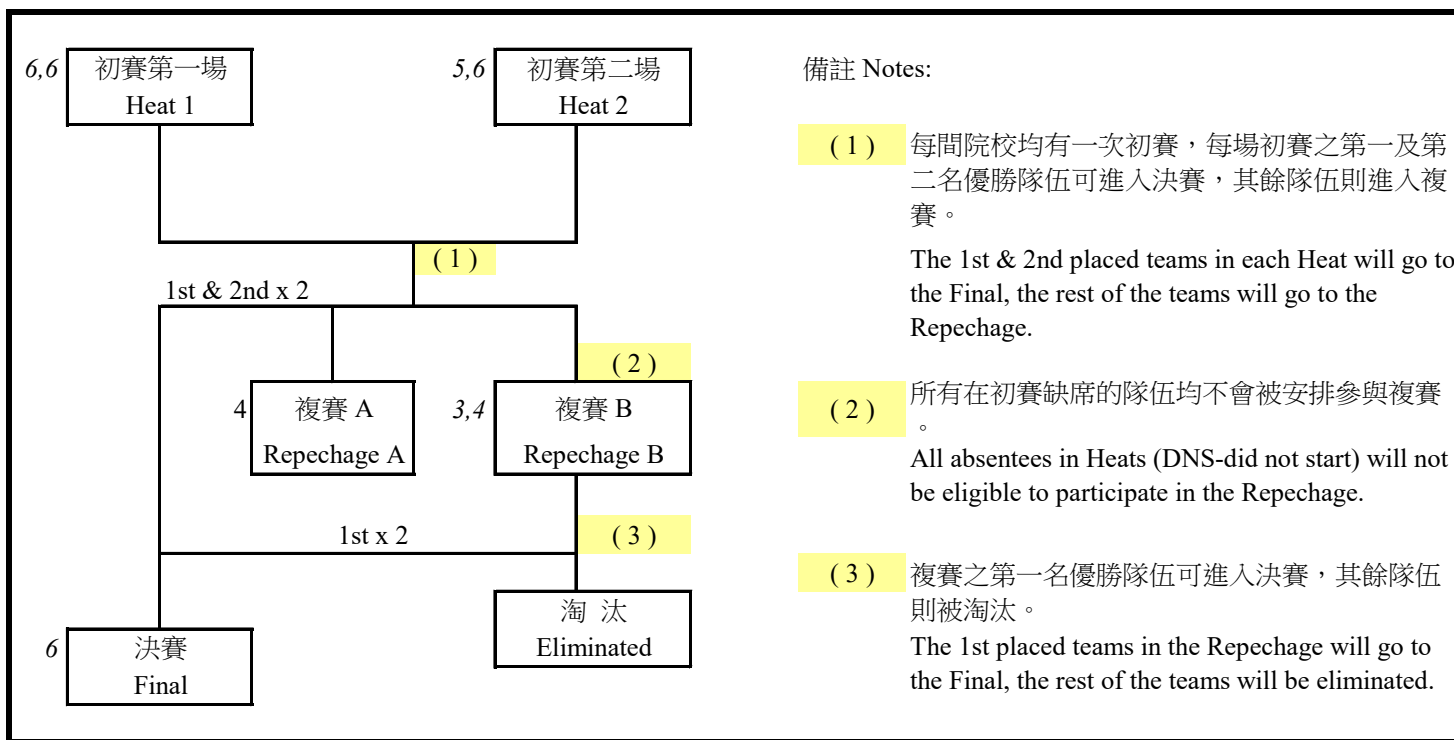 6,6
初賽第一場
Heat 1
5,6
初賽第二場
Heat 2
( 1 )
1st & 2nd x 2
( 2 )
4
複賽 A
Repechage A
3,4
複賽 B
Repechage B
1st x 2
( 3 )
淘 汰
Eliminated
6
決賽
Final
備註 Notes:
( 1 )
每間院校均有一次初賽，每場初賽之第一及第
二名優勝隊伍可進入決賽，其餘隊伍則進入複
賽。
The 1st & 2nd placed teams in each Heat will go to
the Final, the rest of the teams will go to the
Repechage.
( 2 )
所有在初賽缺席的隊伍均不會被安排參與複賽
。
All absentees in Heats (DNS-did not start) will not
be eligible to participate in the Repechage.
( 3 )
複賽之第一名優勝隊伍可進入決賽，其餘隊伍
則被淘汰。
The 1st placed teams in the Repechage will go to
the Final, the rest of the teams will be eliminated.